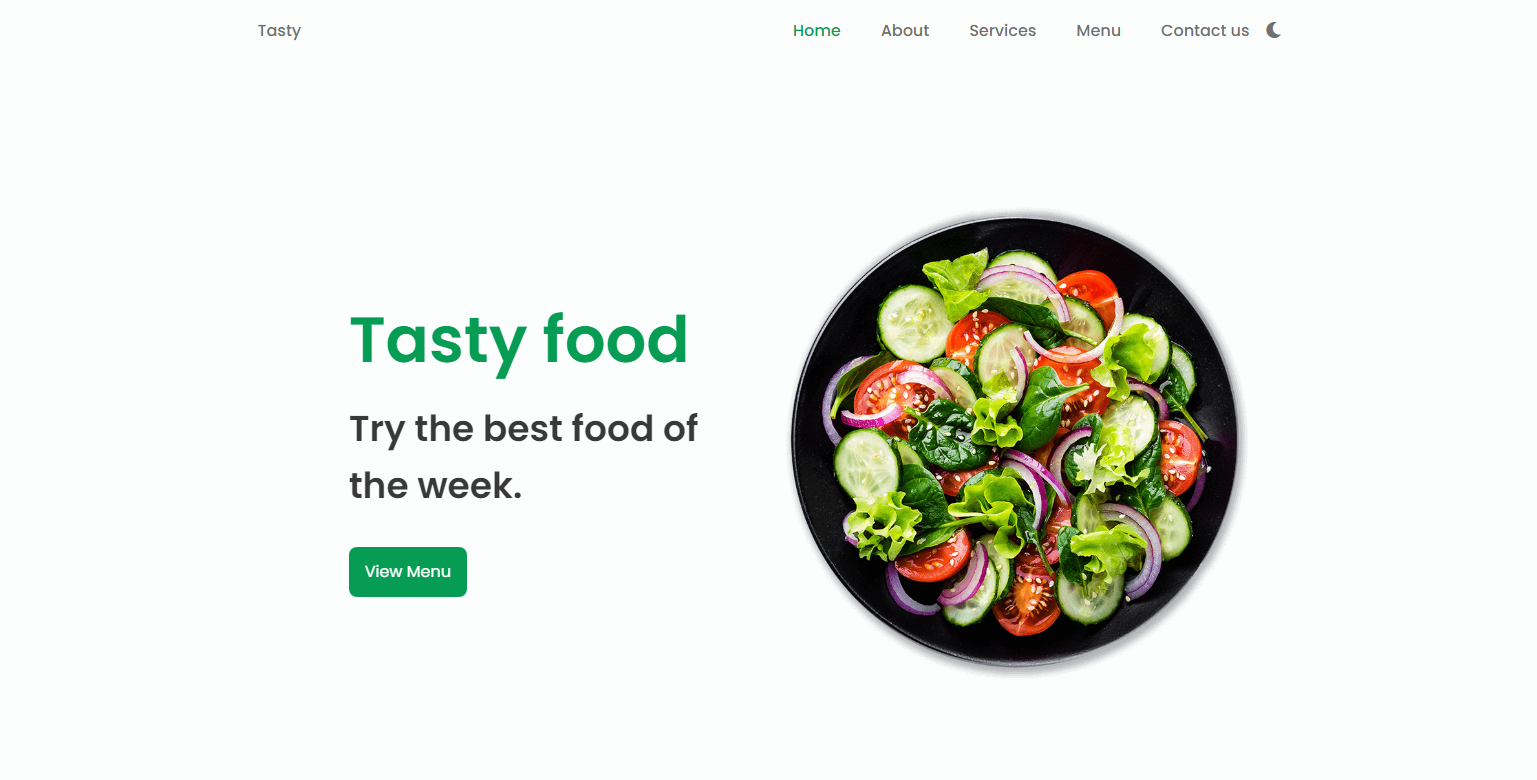 Tasty
Home About Services Menu Contact us
Tasty food
Try the best food of
the week.
View Menu